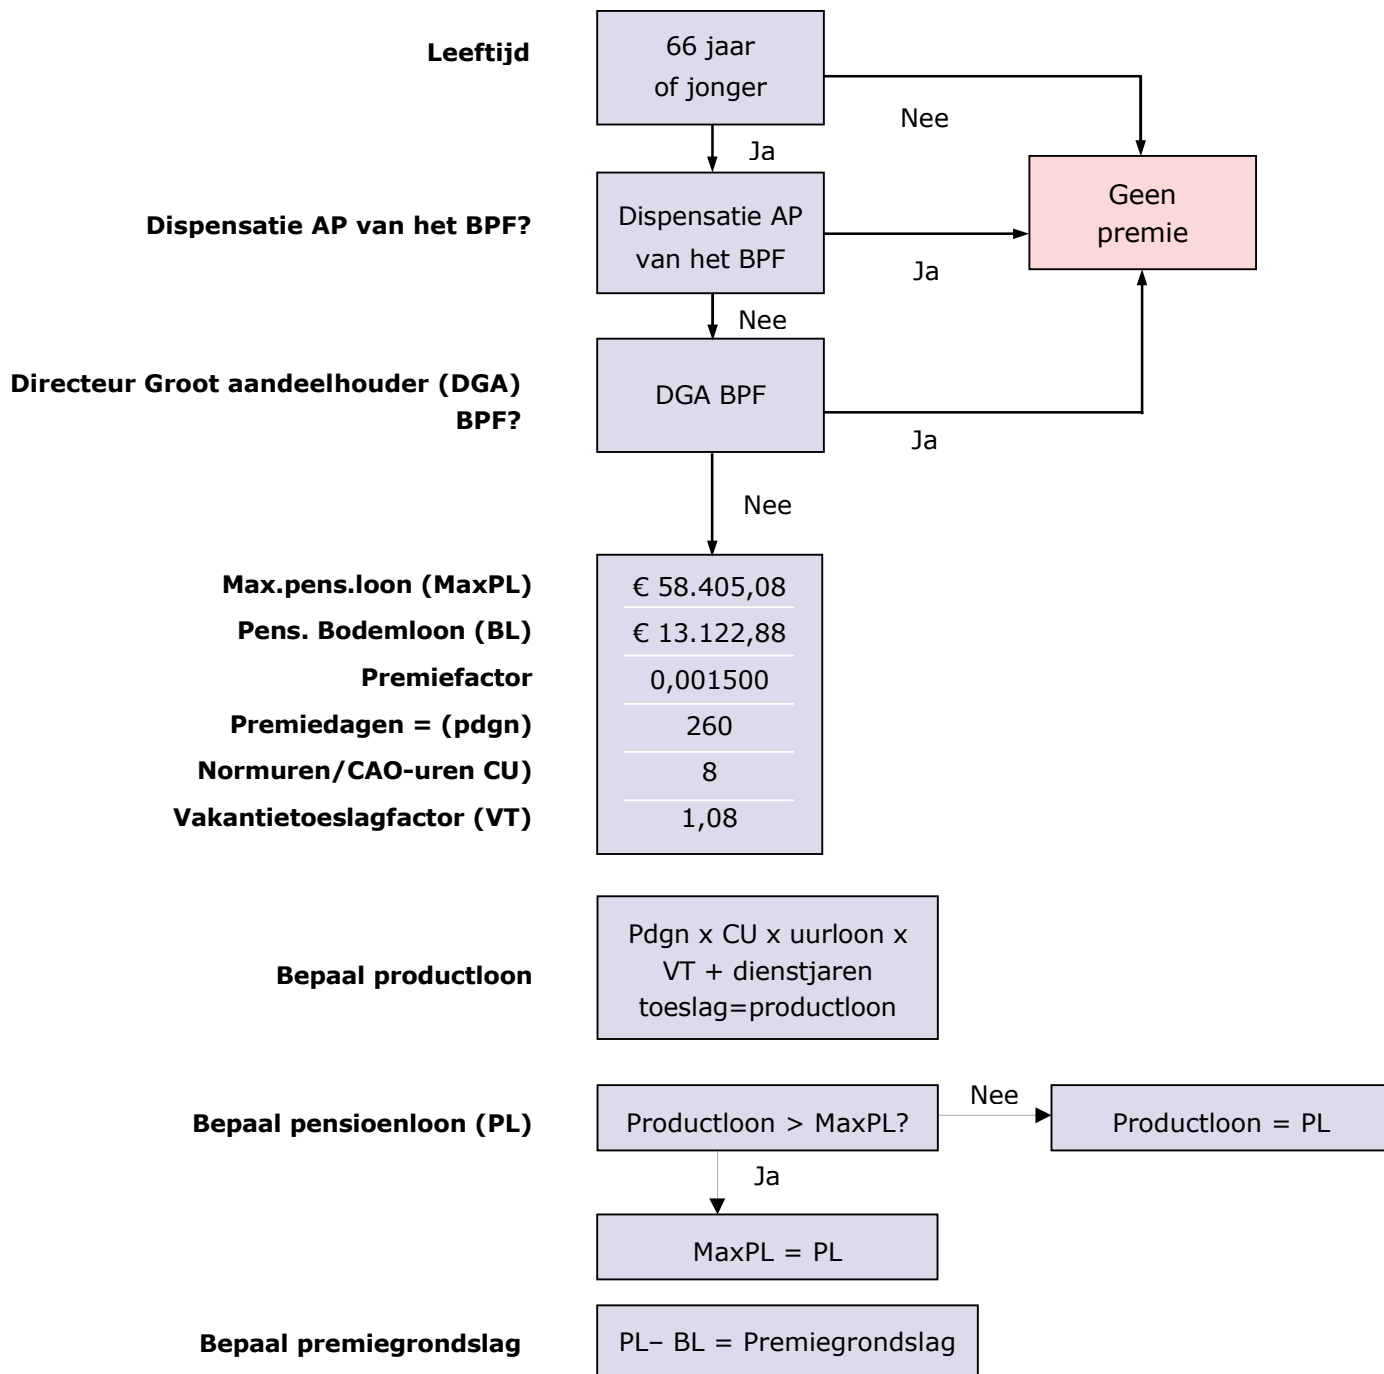 Leeftijd
66 jaar
of jonger
Nee
Ja
Geen
premie
Dispensatie AP van het BPF?
Dispensatie AP
van het BPF
Ja
Nee
Directeur Groot aandeelhouder (DGA)
BPF?
DGA BPF
Ja
Nee
Max.pens.loon (MaxPL)
€ 58.405,08
Pens. Bodemloon (BL)
€ 13.122,88
Premiefactor
0,001500
Premiedagen = (pdgn)
260
Normuren/CAO-uren CU)
8
Vakantietoeslagfactor (VT)
1,08
Bepaal productloon
Pdgn x CU x uurloon x
VT + dienstjaren
toeslag=productloon
Bepaal pensioenloon (PL)
Productloon > MaxPL?
Nee
Productloon = PL
Ja
MaxPL = PL
Bepaal premiegrondslag
PL– BL = Premiegrondslag